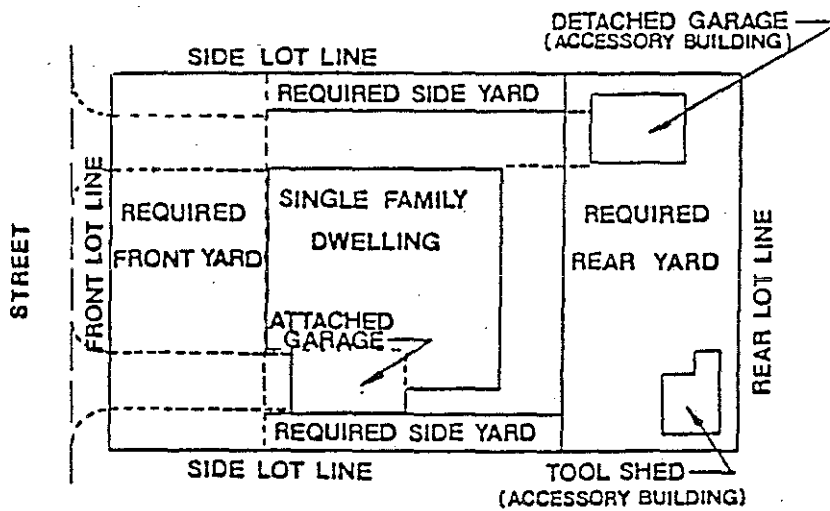 DETACHED GARAGE
(ACCESSORY BUILDING)
SIDE LOT LINE
REQUIRED SIDE YARD
STREET
FRONT LOT LINE
REQUIRED
FRONT YARD
SINGLE FAMILY
DWELLING
REQUIRED
REAR YARD
REAR LOT LINE
ATTACHED
GARAGE
REQUIRED SIDE YARD
SIDE LOT LINE
TOOL SHED
(ACCESSORY BUILDING)